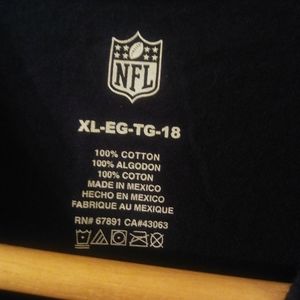 NFL
XL-EG-TG-18
100% COTTON
100% ALGODON
100% COTON
MADE IN MEXICO
HECHO EN MEXICO
FABRIQUE AU MEXIQUE
RN# 67891 CA#43063